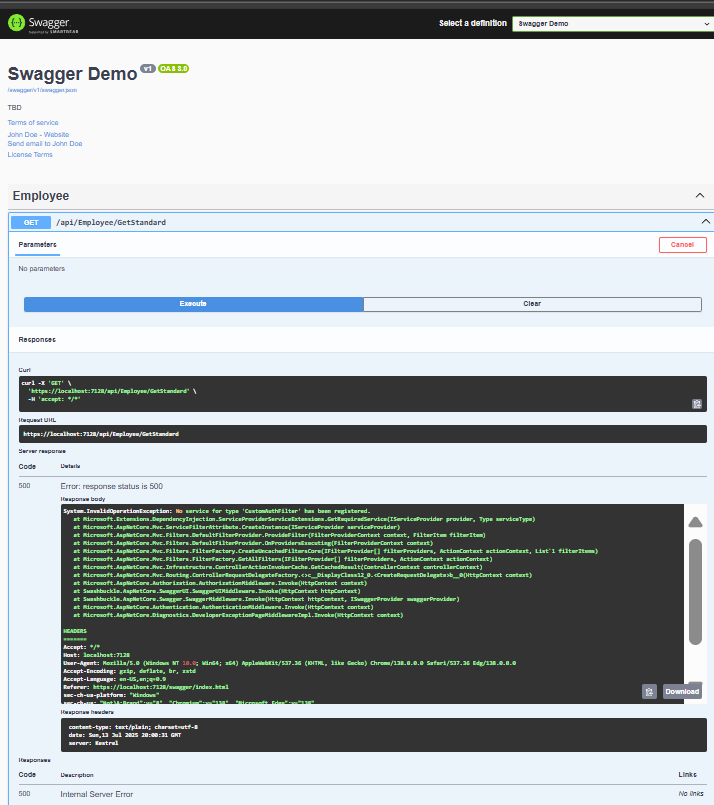 Swagger
Supported by SMARTBEAR
Select a definition
Swagger Demo
Swagger Demo v1 OAS 3.0
/swagger/v1/swagger.json
TBD
Terms of service
John Doe - Website
Send email to John Doe
License Terms
Employee
GET /api/Employee/GetStandard
Parameters
Cancel
No parameters
Execute
Clear
Responses
Curl
curl -X 'GET' \
'https://localhost:7128/api/Employee/GetStandard' \
-H 'accept: */*'
Request URL
https://localhost:7128/api/Employee/GetStandard
Server response
Code Details
500 Error: response status is 500
Response body
System.InvalidOperationException: No service for type 'CustomAuthFilter' has been registered.
at Microsoft.Extensions.DependencyInjection.ServiceProviderServiceExtensions.GetRequiredService(IServiceProvider provider, Type serviceType)
at Microsoft.AspNetCore.Mvc.ServiceFilterAttribute.CreateInstance(IServiceProvider serviceProvider)
at Microsoft.AspNetCore.Mvc.Filters.DefaultFilterProvider.ProvideFilter(FilterProviderContext context, FilterItem filterItem)
at Microsoft.AspNetCore.Mvc.Filters.DefaultFilterProvider.OnProvidersExecuting(FilterProviderContext context)
at Microsoft.AspNetCore.Mvc.Filters.FilterFactory.CreateUncachedFiltersCore(IFilterProvider[] filterProviders, ActionContext actionContext, List`1 filterItems)
at Microsoft.AspNetCore.Mvc.Filters.FilterFactory.GetAllFilters(IFilterProvider[] filterProviders, ActionContext actionContext)
at Microsoft.AspNetCore.Mvc.Infrastructure.ControllerActionInvokerCache.GetCachedResult(ControllerContext controllerContext)
at Microsoft.AspNetCore.Mvc.Routing.ControllerRequestDelegateFactory.<>c__DisplayClass12_0.<CreateRequestDelegate>b__0(HttpContext context)
at Microsoft.AspNetCore.Authorization.AuthorizationMiddleware.Invoke(HttpContext context)
at Swashbuckle.AspNetCore.SwaggerUI.SwaggerUIMiddleware.Invoke(HttpContext httpContext)
at Swashbuckle.AspNetCore.Swagger.SwaggerMiddleware.Invoke(HttpContext httpContext, ISwaggerProvider swaggerProvider)
at Microsoft.AspNetCore.Authentication.AuthenticationMiddleware.Invoke(HttpContext context)
at Microsoft.AspNetCore.Diagnostics.DeveloperExceptionPageMiddlewareImpl.Invoke(HttpContext context)
HEADERS
=======
Accept: */*
Host: localhost:7128
User-Agent: Mozilla/5.0 (Windows NT 10.0; Win64; x64) AppleWebKit/537.36 (KHTML, like Gecko) Chrome/138.0.0.0 Safari/537.36 Edg/138.0.0.0
Accept-Encoding: gzip, deflate, br, zstd
Accept-Language: en-US,en;q=0.9
Referer: https://localhost:7128/swagger/index.html
sec-ch-ua-platform: "Windows"
Download
Response headers
content-type: text/plain; charset=utf-8
date: Sun,13 Jul 2025 20:00:31 GMT
server: Kestrel
Responses
Code Description Links
500 Internal Server Error No links